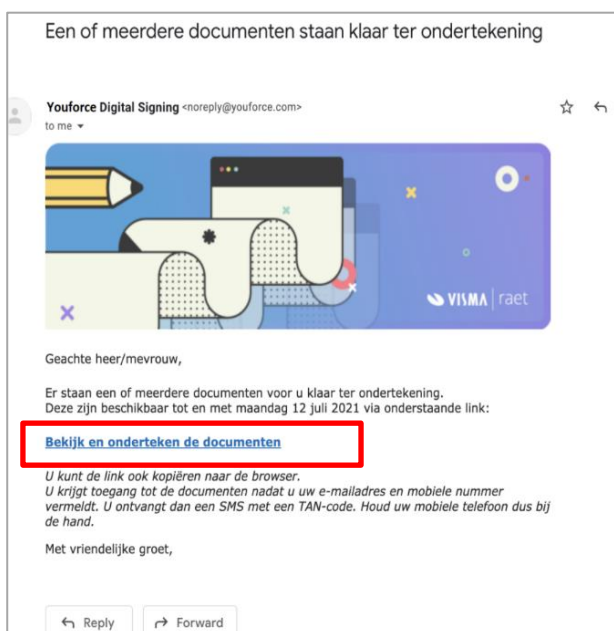 Een of meerdere documenten staan klaar ter ondertekening
Youforce Digital Signing <noreply@youforce.com>
to me
VISMA | raet
Geachte heer/mevrouw,
Er staan een of meerdere documenten voor u klaar ter ondertekening.
Deze zijn beschikbaar tot en met maandag 12 juli 2021 via onderstaande link:
Bekijk en onderteken de documenten
U kunt de link ook kopiëren naar de browser.
U krijgt toegang tot de documenten nadat u uw e-mailadres en mobiele nummer
vermeldt. U ontvangt dan een SMS met een TAN-code. Houd uw mobiele telefoon dus bij
de hand.
Met vriendelijke groet,
Reply
Forward